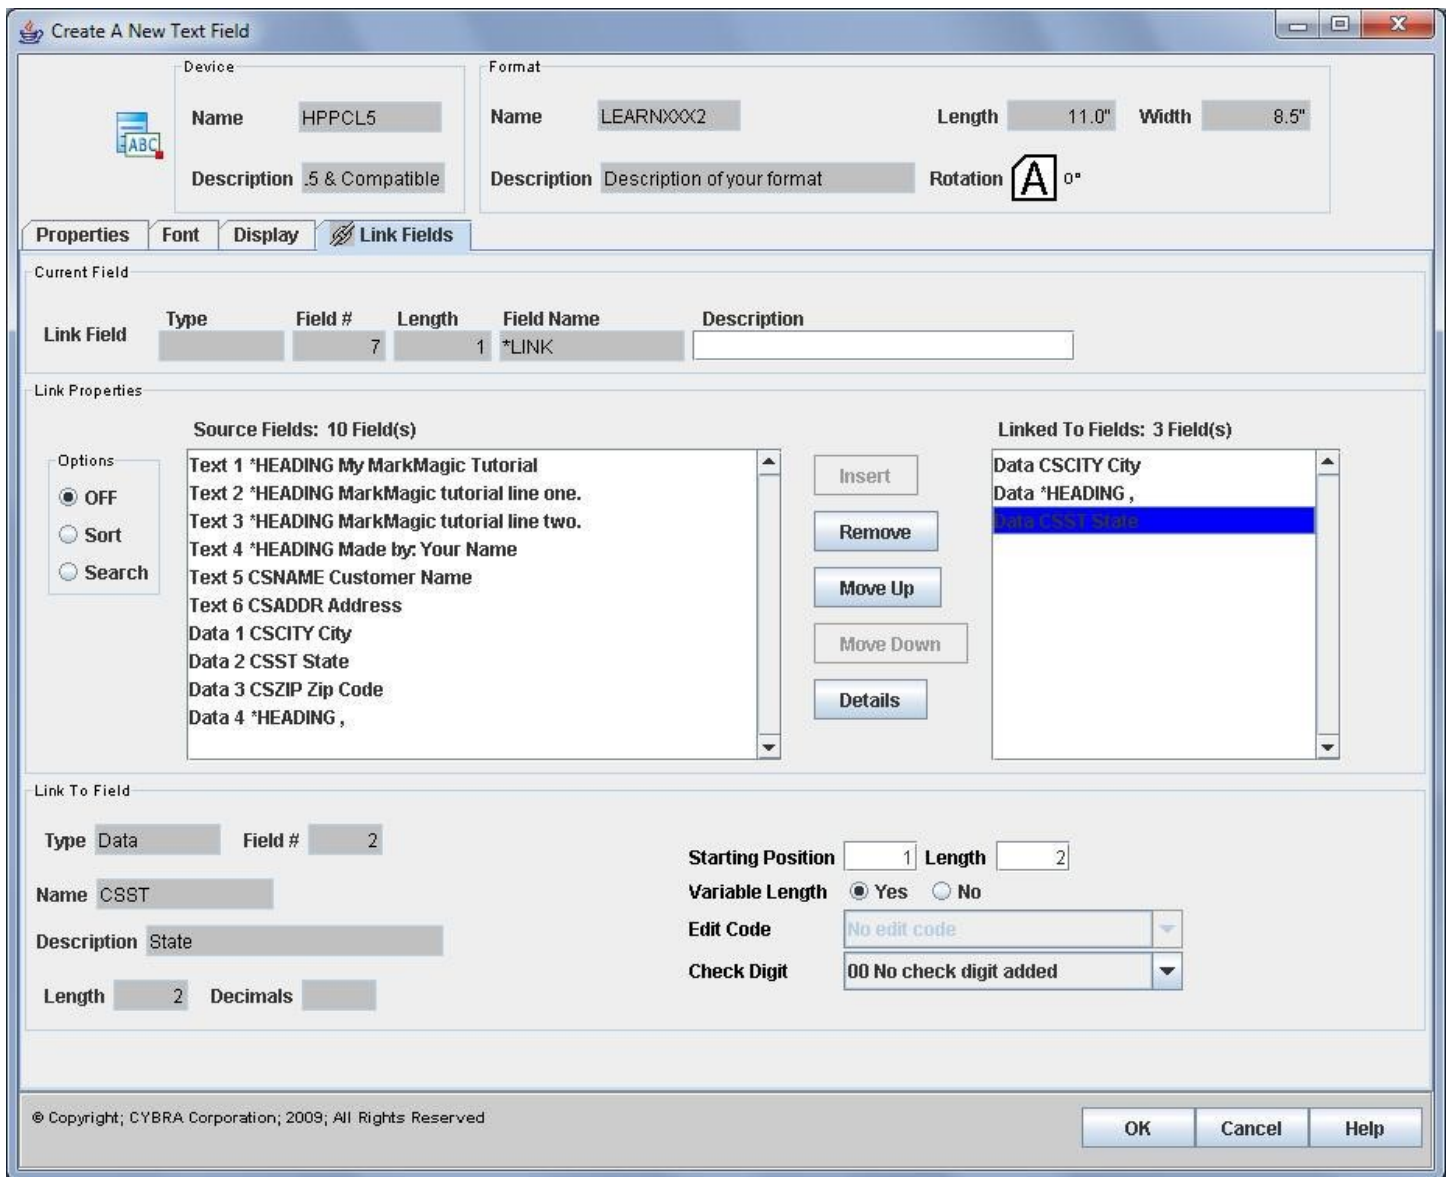 Create A New Text Field
Device
Name HPPCL5
Description .5 & Compatible
Format
Name LEARNXXX2 Length 11.0" Width 8.5"
Description Description of your format Rotation A 0°
ABC
Properties Font Display Link Fields
Current Field
Type Field # Length Field Name Description
Link Field 7 1 *LINK
Link Properties
Source Fields: 10 Field(s)
Options
OFF
Sort
Search
Text 1 *HEADING My MarkMagic Tutorial
Text 2 *HEADING MarkMagic tutorial line one.
Text 3 *HEADING MarkMagic tutorial line two.
Text 4 *HEADING Made by: Your Name
Text 5 CSNAME Customer Name
Text 6 CSADDR Address
Data 1 CSCITY City
Data 2 CSST State
Data 3 CSZIP Zip Code
Data 4 *HEADING ,
Insert
Remove
Move Up
Move Down
Details
Linked To Fields: 3 Field(s)
Data CSCITY City
Data *HEADING ,
Data CSST State
Link To Field
Type Data Field # 2
Name CSST
Description State
Length 2 Decimals
Starting Position 1 Length 2
Variable Length Yes No
Edit Code No edit code
Check Digit 00 No check digit added
© Copyright; CYBRA Corporation; 2009; All Rights Reserved
OK Cancel Help